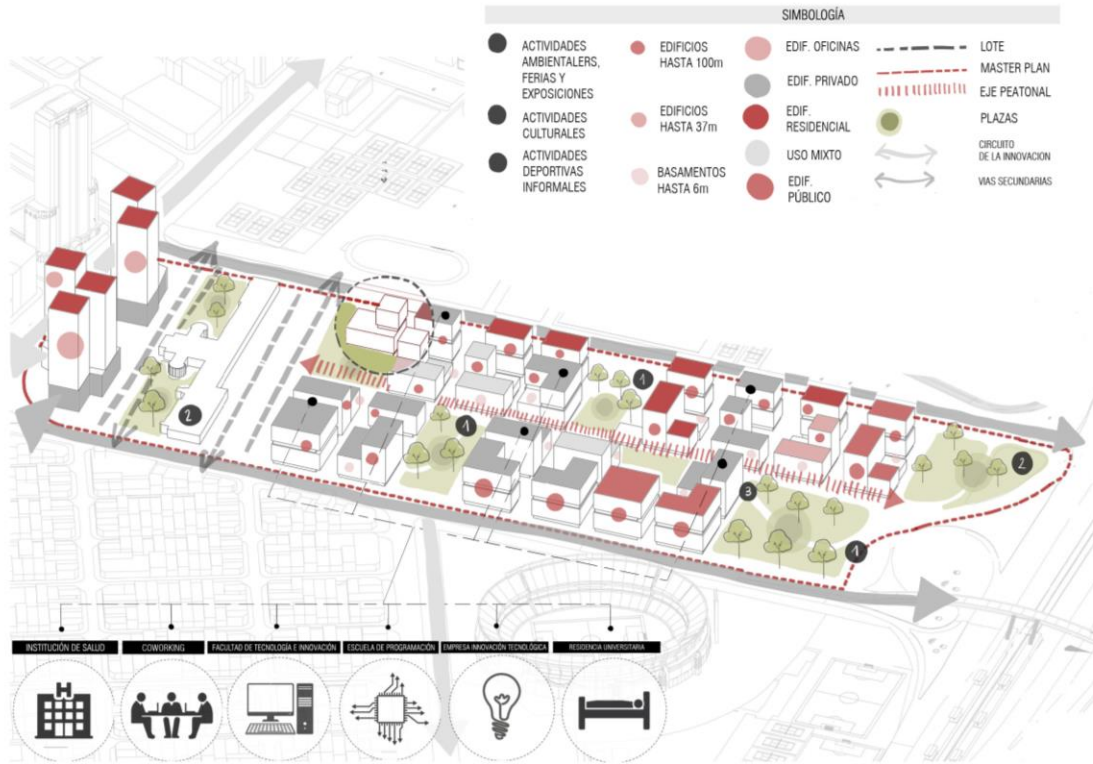 SIMBOLOGÍA
ACTIVIDADES
AMBIENTALERS,
FERIAS Y
EXPOSICIONES
ACTIVIDADES
CULTURALES
ACTIVIDADES
DEPORTIVAS
INFORMALES
EDIFICIOS
HASTA 100m
EDIFICIOS
HASTA 37m
BASAMENTOS
HASTA 6m
EDIF. OFICINAS
EDIF. PRIVADO
EDIF.
RESIDENCIAL
USO MIXTO
EDIF.
PÚBLICO
LOTE
MASTER PLAN
EJE PEATONAL
PLAZAS
CIRCUITO
DE LA INNOVACION
VIAS SECUNDARIAS
1
2
1
2
3
1
INSTITUCIÓN DE SALUD
COWORKING
FACULTAD DE TECNOLOGÍA E INNOVACIÓN
ESCUELA DE PROGRAMACIÓN
EMPRESA INNOVACIÓN TECNOLÓGICA
RESIDENCIA UNIVERSITARIA
H